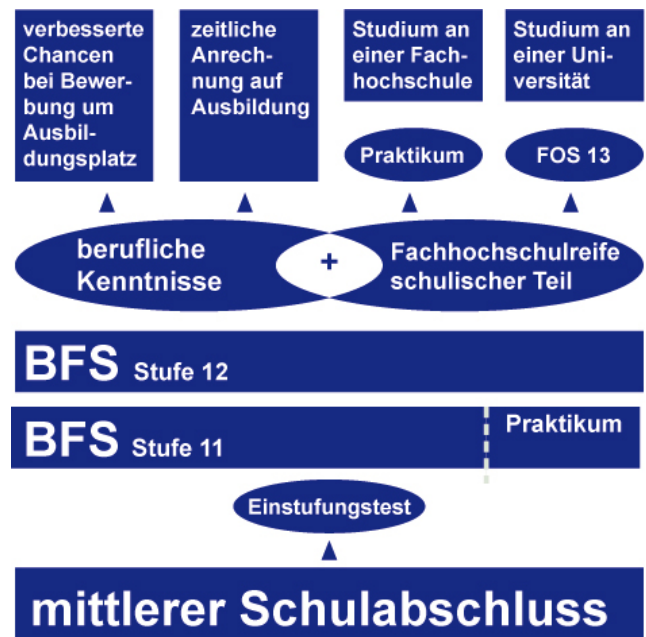 verbesserte
Chancen
bei Bewer-
bung um
Ausbil-
dungsplatz
zeitliche
Anrech-
nung auf
Ausbildung
Studium an
einer Fach-
hochschule
Studium an
einer Uni-
versität
Praktikum
FOS 13
berufliche
Kenntnisse
+
Fachhochschulreife
schulischer Teil
BFS Stufe 12
BFS Stufe 11
Praktikum
Einstufungstest
mittlerer Schulabschluss